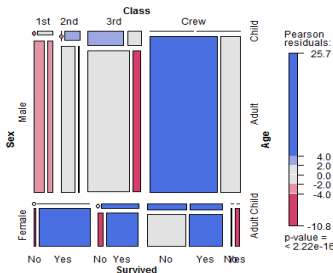 Class
1st 2nd 3rd Crew
Sex
Male
Female
Child
Adult
Adult Child
Age
No Yes No Yes No Yes No Yes
Survived
Pearson
residuals:
25.7
4.0
2.0
0.0
-2.0
-4.0
-10.8
p-value =
< 2.22e-16